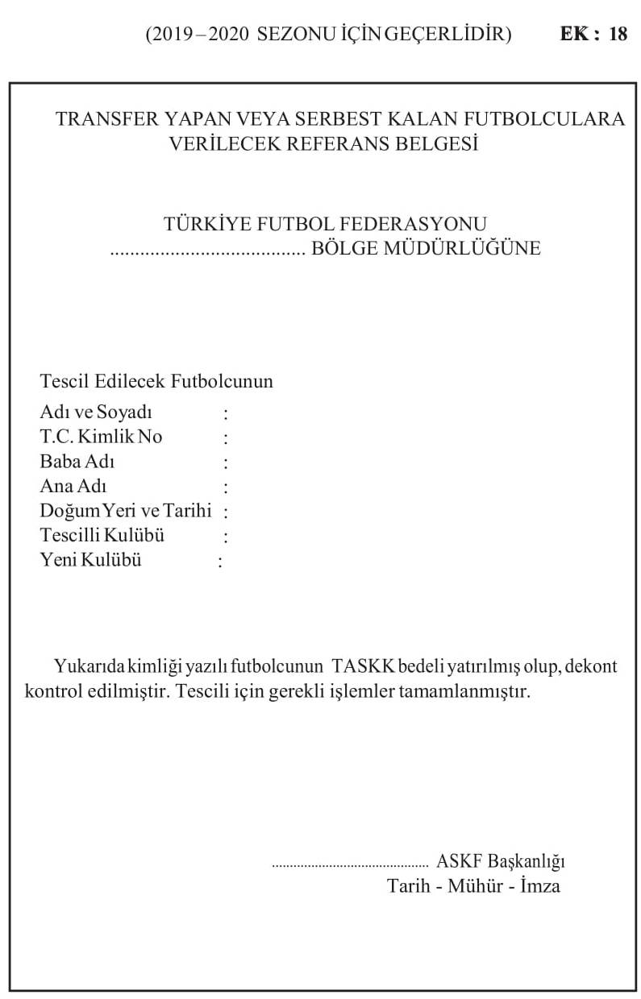 (2019–2020 SEZONU İÇİN GEÇERLİDİR) EK : 18
TRANSFER YAPAN VEYA SERBEST KALAN FUTBOLCULARA
VERİLECEK REFERANS BELGESİ
TÜRKİYE FUTBOL FEDERASYONU
....................................... BÖLGE MÜDÜRLÜĞÜNE
Tescil Edilecek Futbolcunun
Adı ve Soyadı :
T.C. Kimlik No :
Baba Adı :
Ana Adı :
Doğum Yeri ve Tarihi :
Tescilli Kulübü :
Yeni Kulübü :
Yukarıda kimliği yazılı futbolcunun TASKK bedeli yatırılmış olup, dekont
kontrol edilmiştir. Tescili için gerekli işlemler tamamlanmıştır.
............................................ ASKF Başkanlığı
Tarih - Mühür - İmza